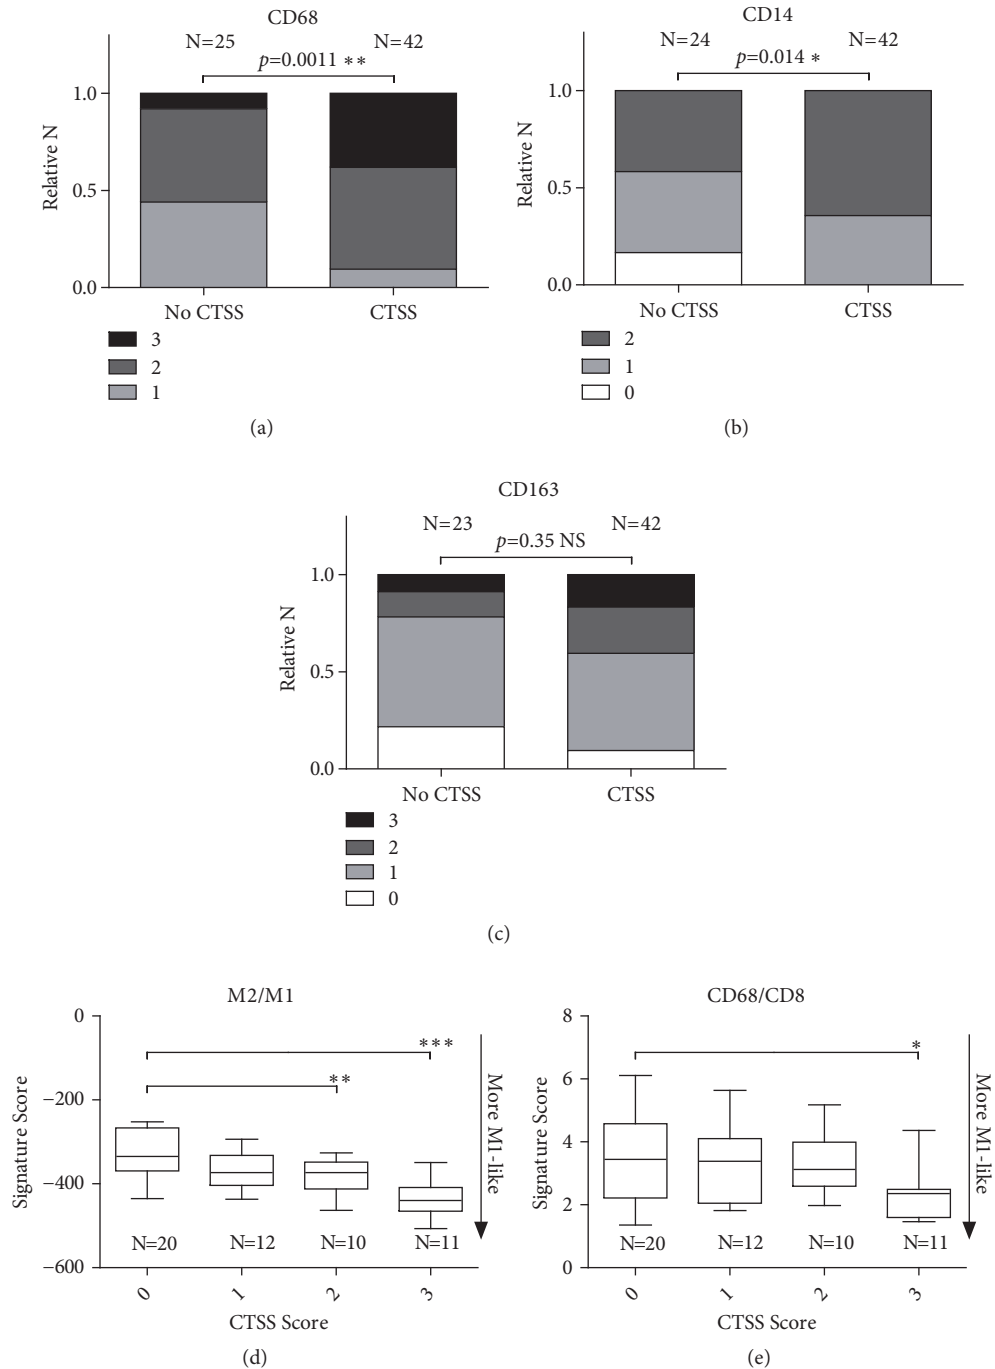 CD68
N=25 N=42
p=0.0011 **
1.0
0.5
0.0
Relative N
No CTSS CTSS
3
2
1
(a)
CD14
N=24 N=42
p=0.014 *
1.0
0.5
0.0
Relative N
No CTSS CTSS
2
1
0
(b)
CD163
N=23 N=42
p=0.35 NS
1.0
0.5
0.0
Relative N
No CTSS CTSS
3
2
1
0
(c)
M2/M1
0
−200
−400
−600
Signature Score
***
**
More M1-like
N=20 N=12 N=10 N=11
0 1 2 3
CTSS Score
(d)
CD68/CD8
8
6
4
2
0
Signature Score
*
More M1-like
N=20 N=12 N=10 N=11
0 1 2 3
CTSS Score
(e)